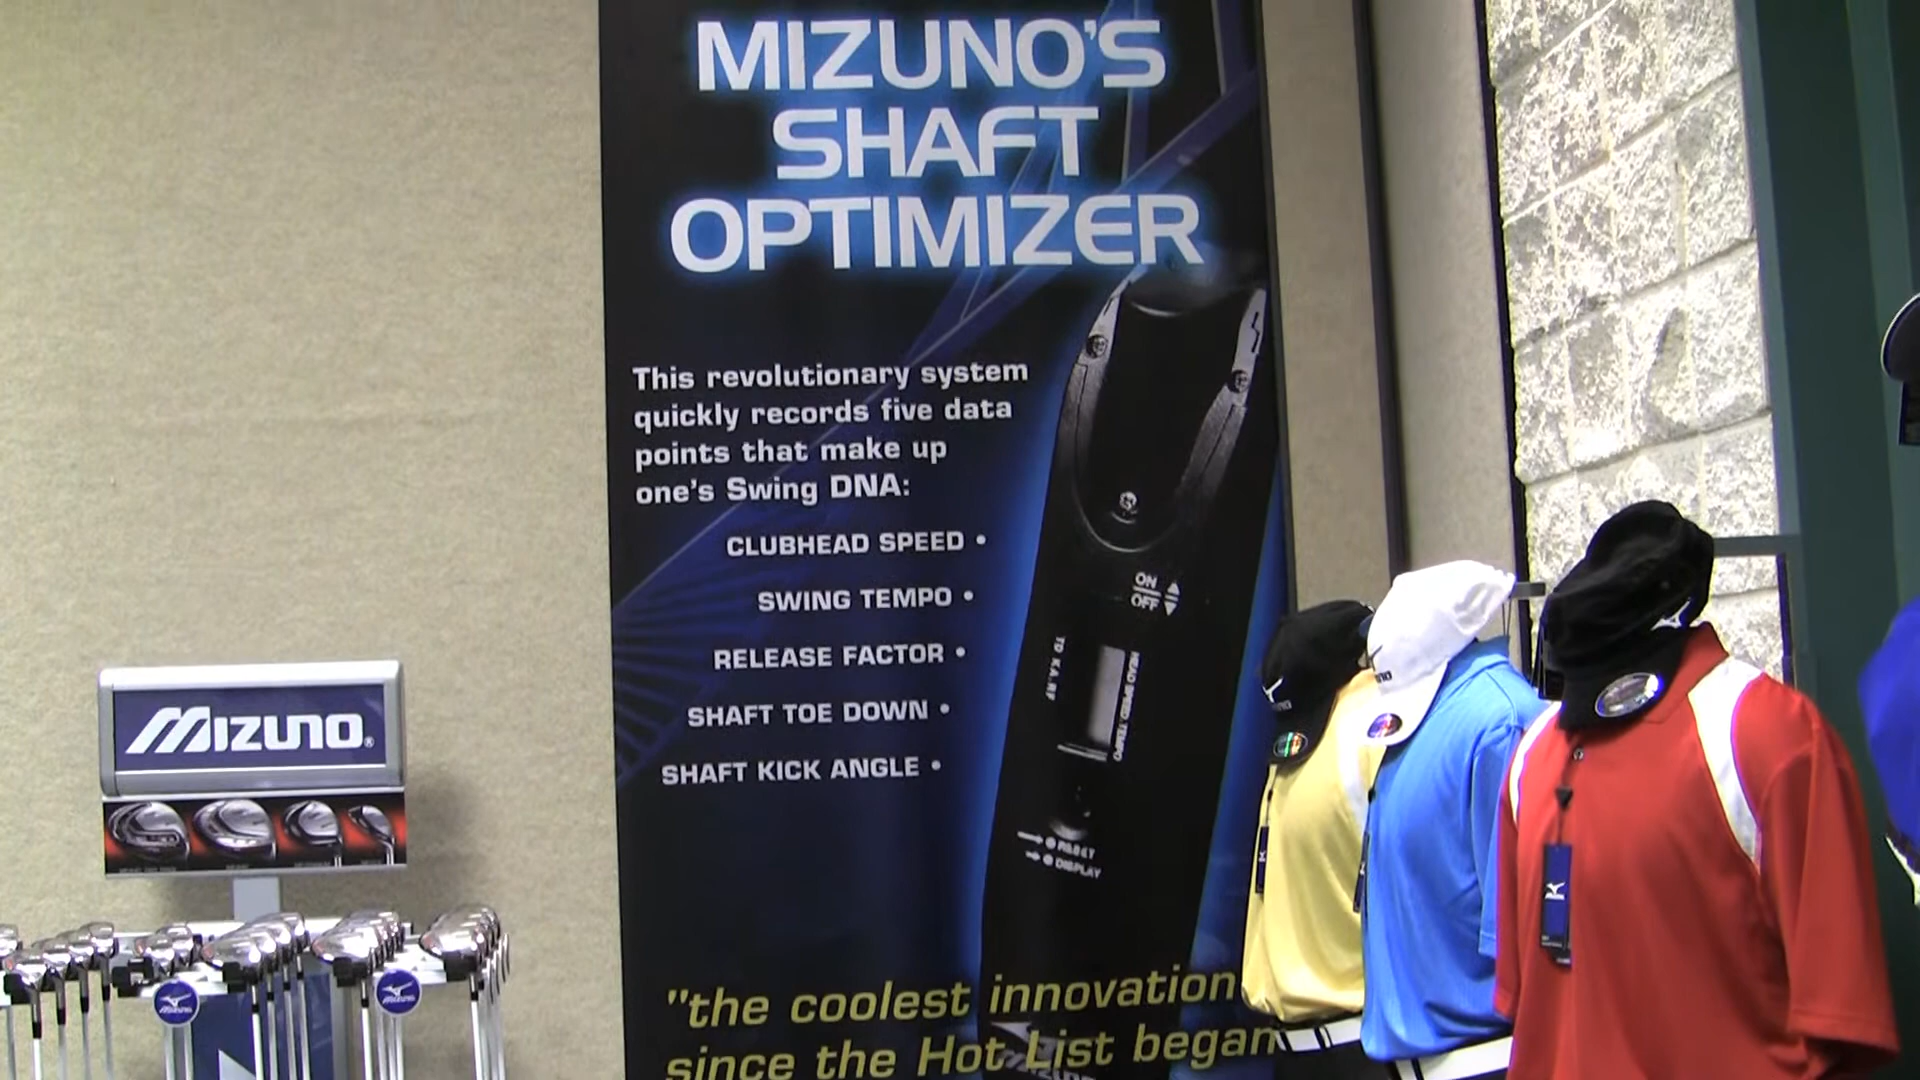 MIZUNO'S
SHAFT
OPTIMIZER
This revolutionary system
quickly records five data
points that make up
one's Swing DNA:
CLUBHEAD SPEED •
SWING TEMPO •
RELEASE FACTOR •
SHAFT TOE DOWN •
SHAFT KICK ANGLE •
ON
OFF
HEAD SPEED TEMPO
RESET
DISPLAY
"the coolest innovation
since the Hot List began
MIZUNO®